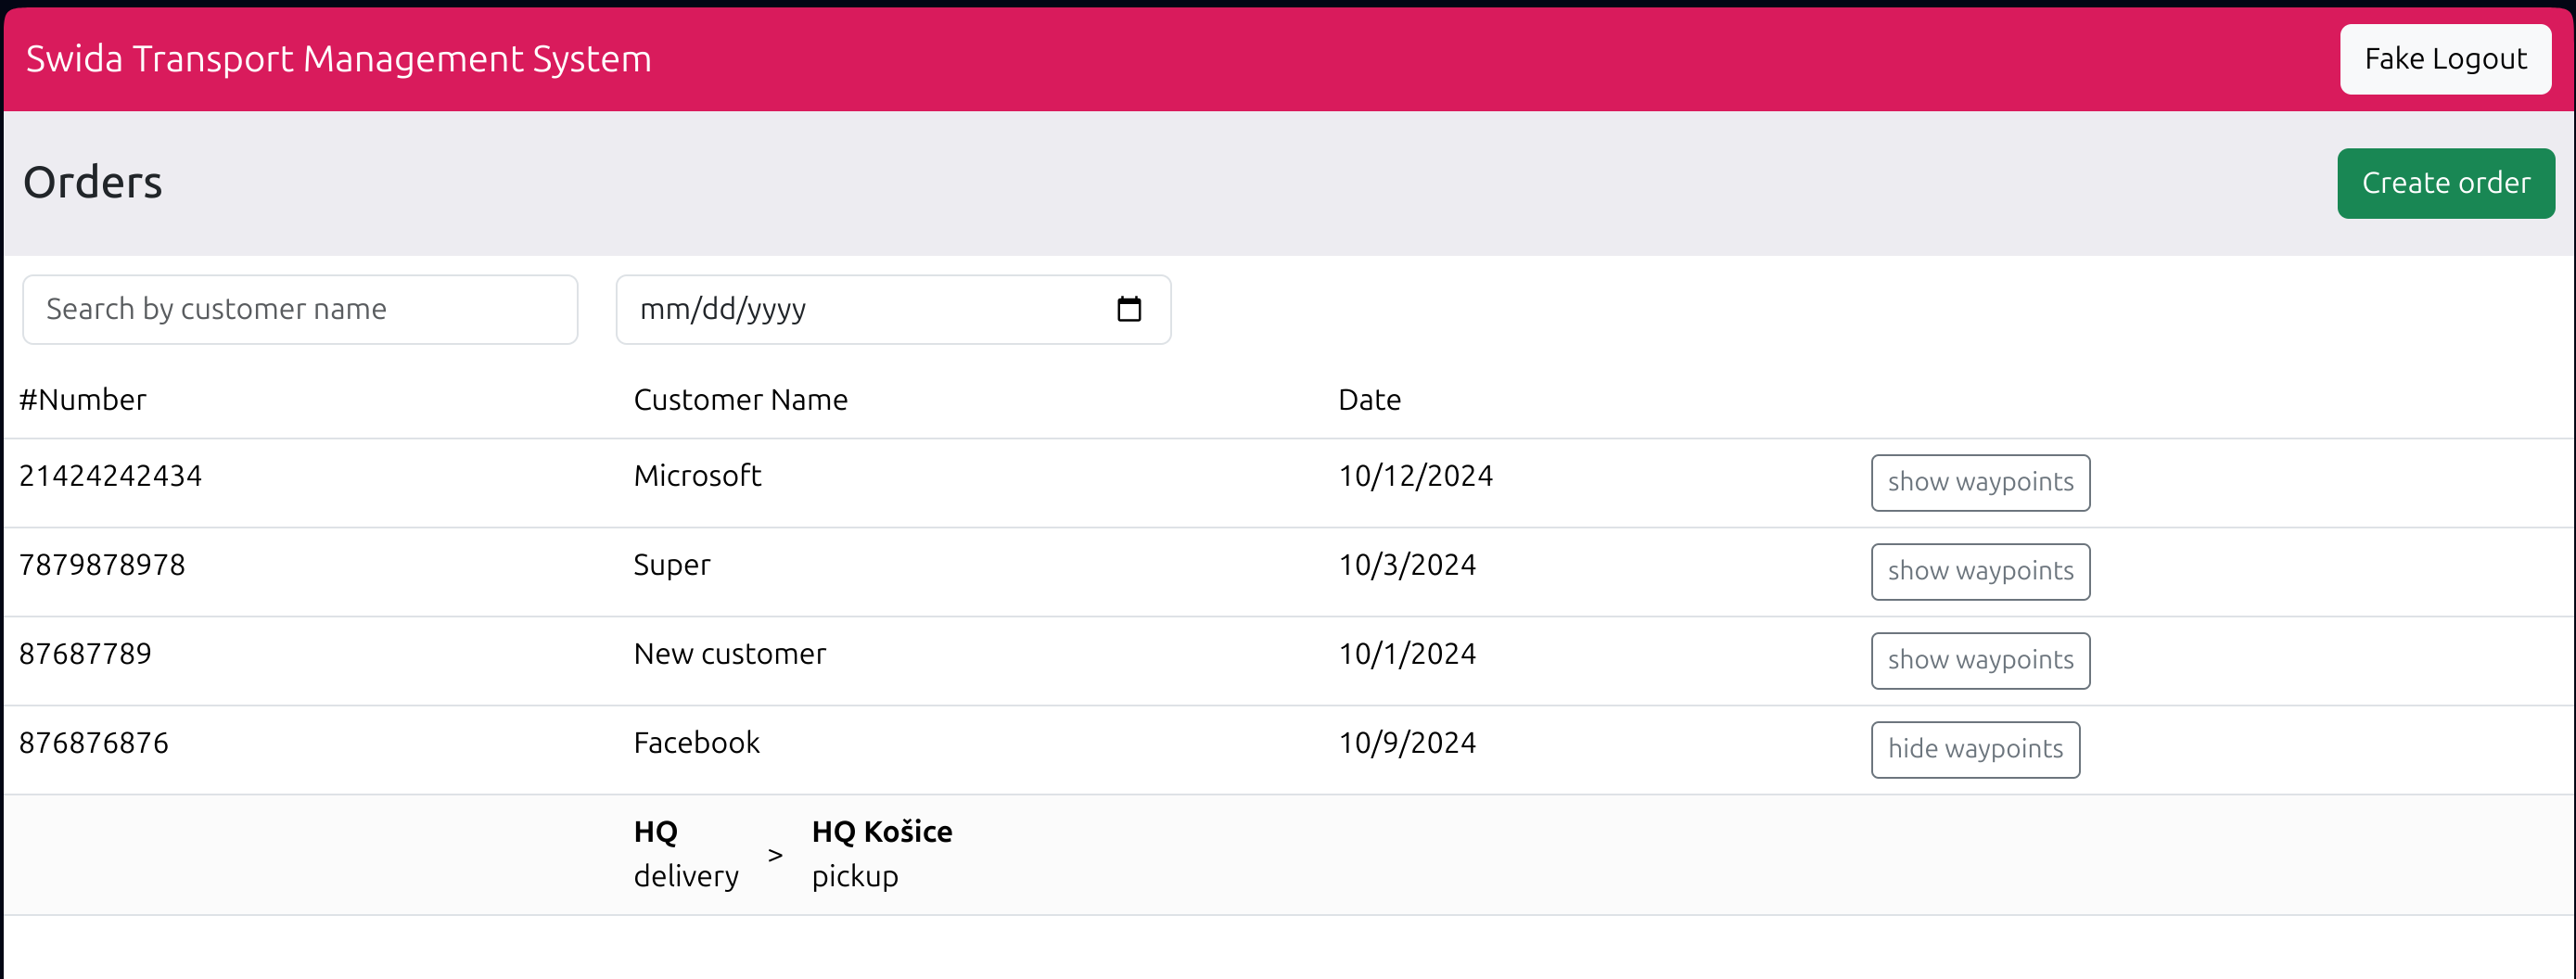 Swida Transport Management System
Fake Logout
Orders
Create order
Search by customer name
mm/dd/yyyy
#Number Customer Name Date
21424242434 Microsoft 10/12/2024 show waypoints
7879878978 Super 10/3/2024 show waypoints
87687789 New customer 10/1/2024 show waypoints
876876876 Facebook 10/9/2024 hide waypoints
HQ > HQ Košice
delivery pickup